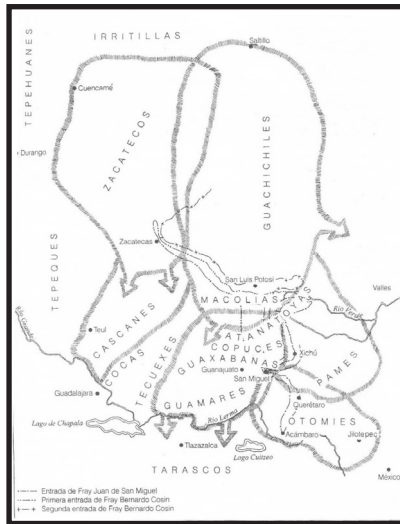 IRRITILLAS
Saltillo
TEPEHUANES
Cuencamé
ZACATECOS
GUACHICHILES
Durango
Zacatecas
San Luis Potosí
MACOLIAS
Valles
TEPEQUES
ATLANATOYAS
Río Verde
CASCANES
Teul
COPUCES
Xichú
COCAS
TECUEXES
GUAXABANAS
PAMES
Río Grande
Guanajuato
San Miguel
Guadalajara
GUAMARES
Querétaro
Río Lerma
OTOMIES
Lago de Chapala
Acámbaro
Jilotepec
Tlazazalca
Lago Cuitzeo
TARASCOS
México
Entrada de Fray Juan de San Miguel
Primera entrada de Fray Bernardo Cosin
Segunda entrada de Fray Bernardo Cosin